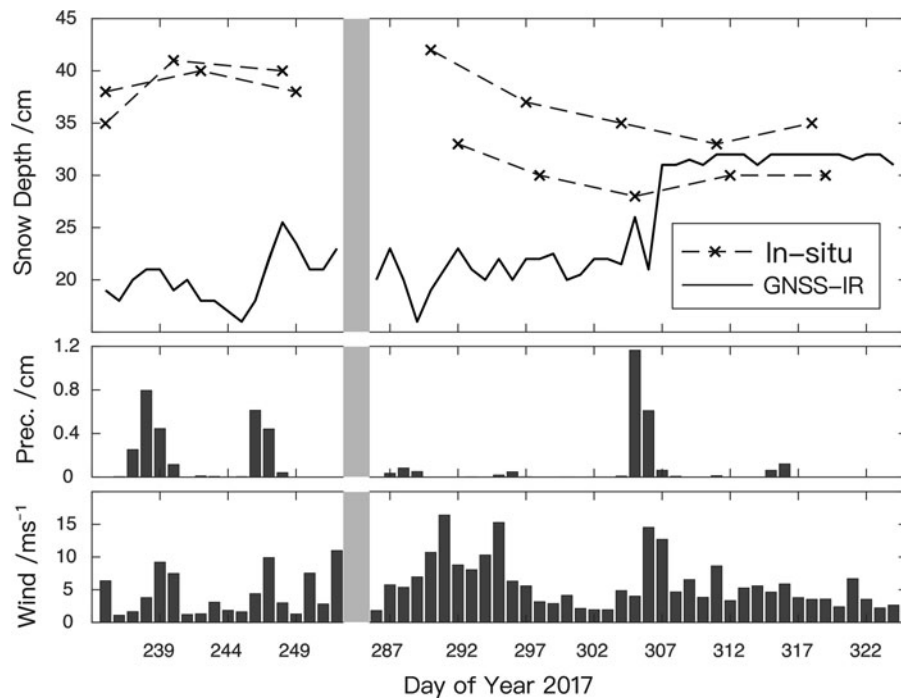 45
40
35
30
25
20
Snow Depth /cm
In-situ
GNSS-IR
1.2
0.8
0.4
0
Prec. /cm
15
10
5
0
Wind /ms⁻¹
239 244 249 287 292 297 302 307 312 317 322
Day of Year 2017